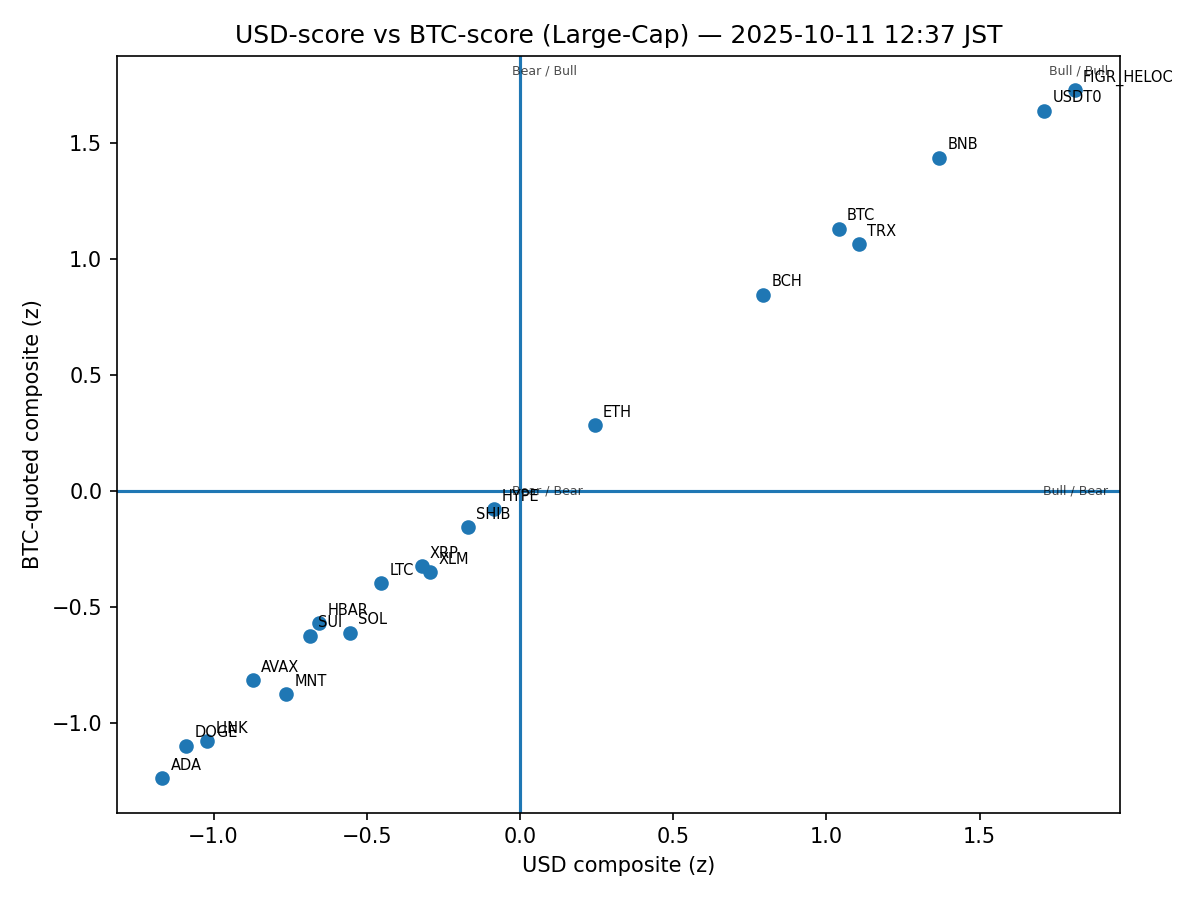 USD-score vs BTC-score (Large-Cap) — 2025-10-11 12:37 JST
Bear / Bull
Bull / Bull
FIGR_HELOC
USDT0
BNB
BTC
TRX
BCH
ETH
Bear / Bear
Bull / Bear
HYPE
SHIB
XRP
XLM
LTC
HBAR
SUI
SOL
AVAX
MNT
LINK
DOGE
ADA
1.5
1.0
0.5
0.0
−0.5
−1.0
BTC-quoted composite (z)
−1.0
−0.5
0.0
0.5
1.0
1.5
USD composite (z)